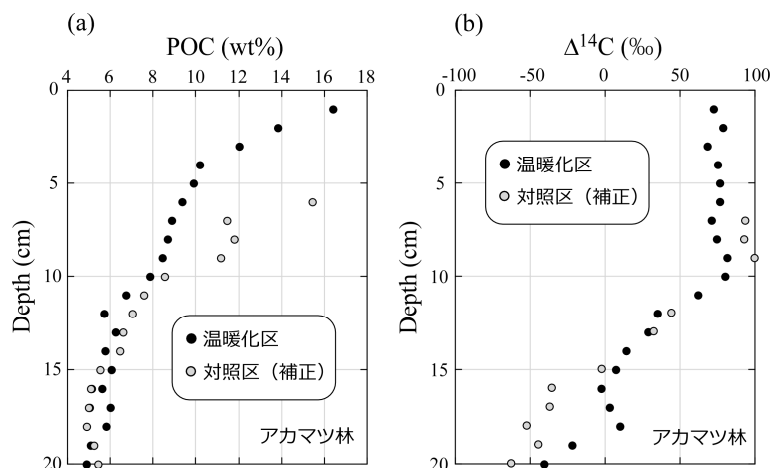 (a)
POC (wt%)
4 6 8 10 12 14 16 18
0
5
10
15
20
Depth (cm)
温暖化区
対照区（補正）
アカマツ林
(b)
Δ14C (‰)
-100 -50 0 50 100
0
5
10
15
20
Depth (cm)
温暖化区
対照区（補正）
アカマツ林